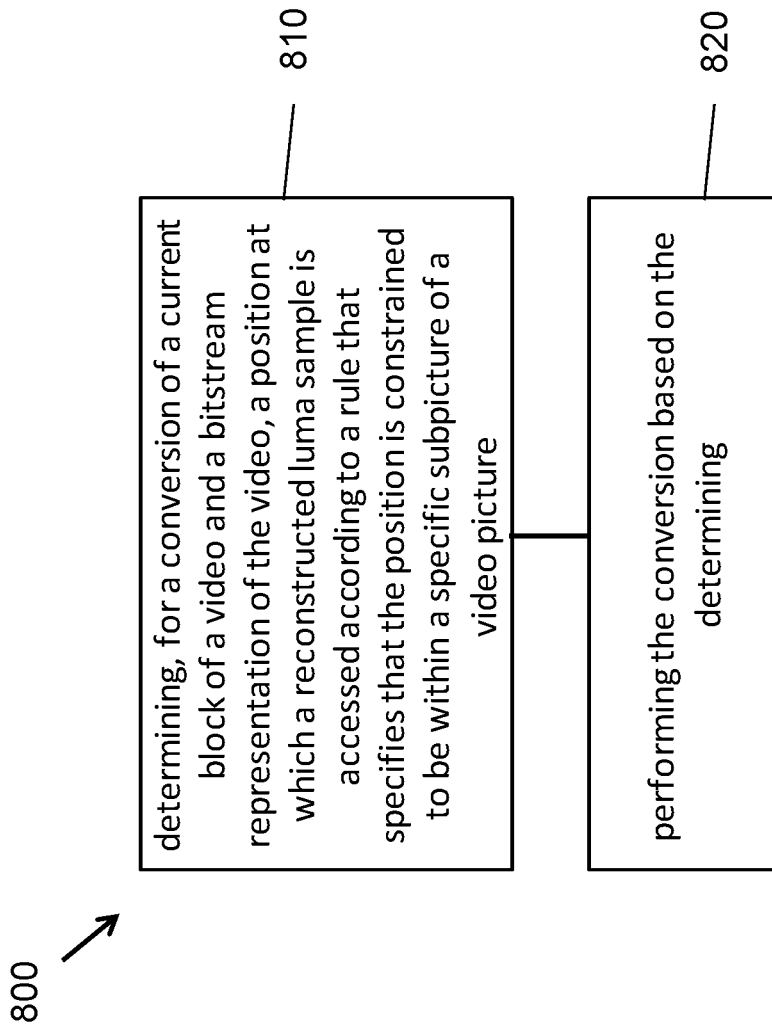 800
determining, for a conversion of a current
block of a video and a bitstream
representation of the video, a position at
which a reconstructed luma sample is
accessed according to a rule that
specifies that the position is constrained
to be within a specific subpicture of a
video picture
810
performing the conversion based on the
determining
820